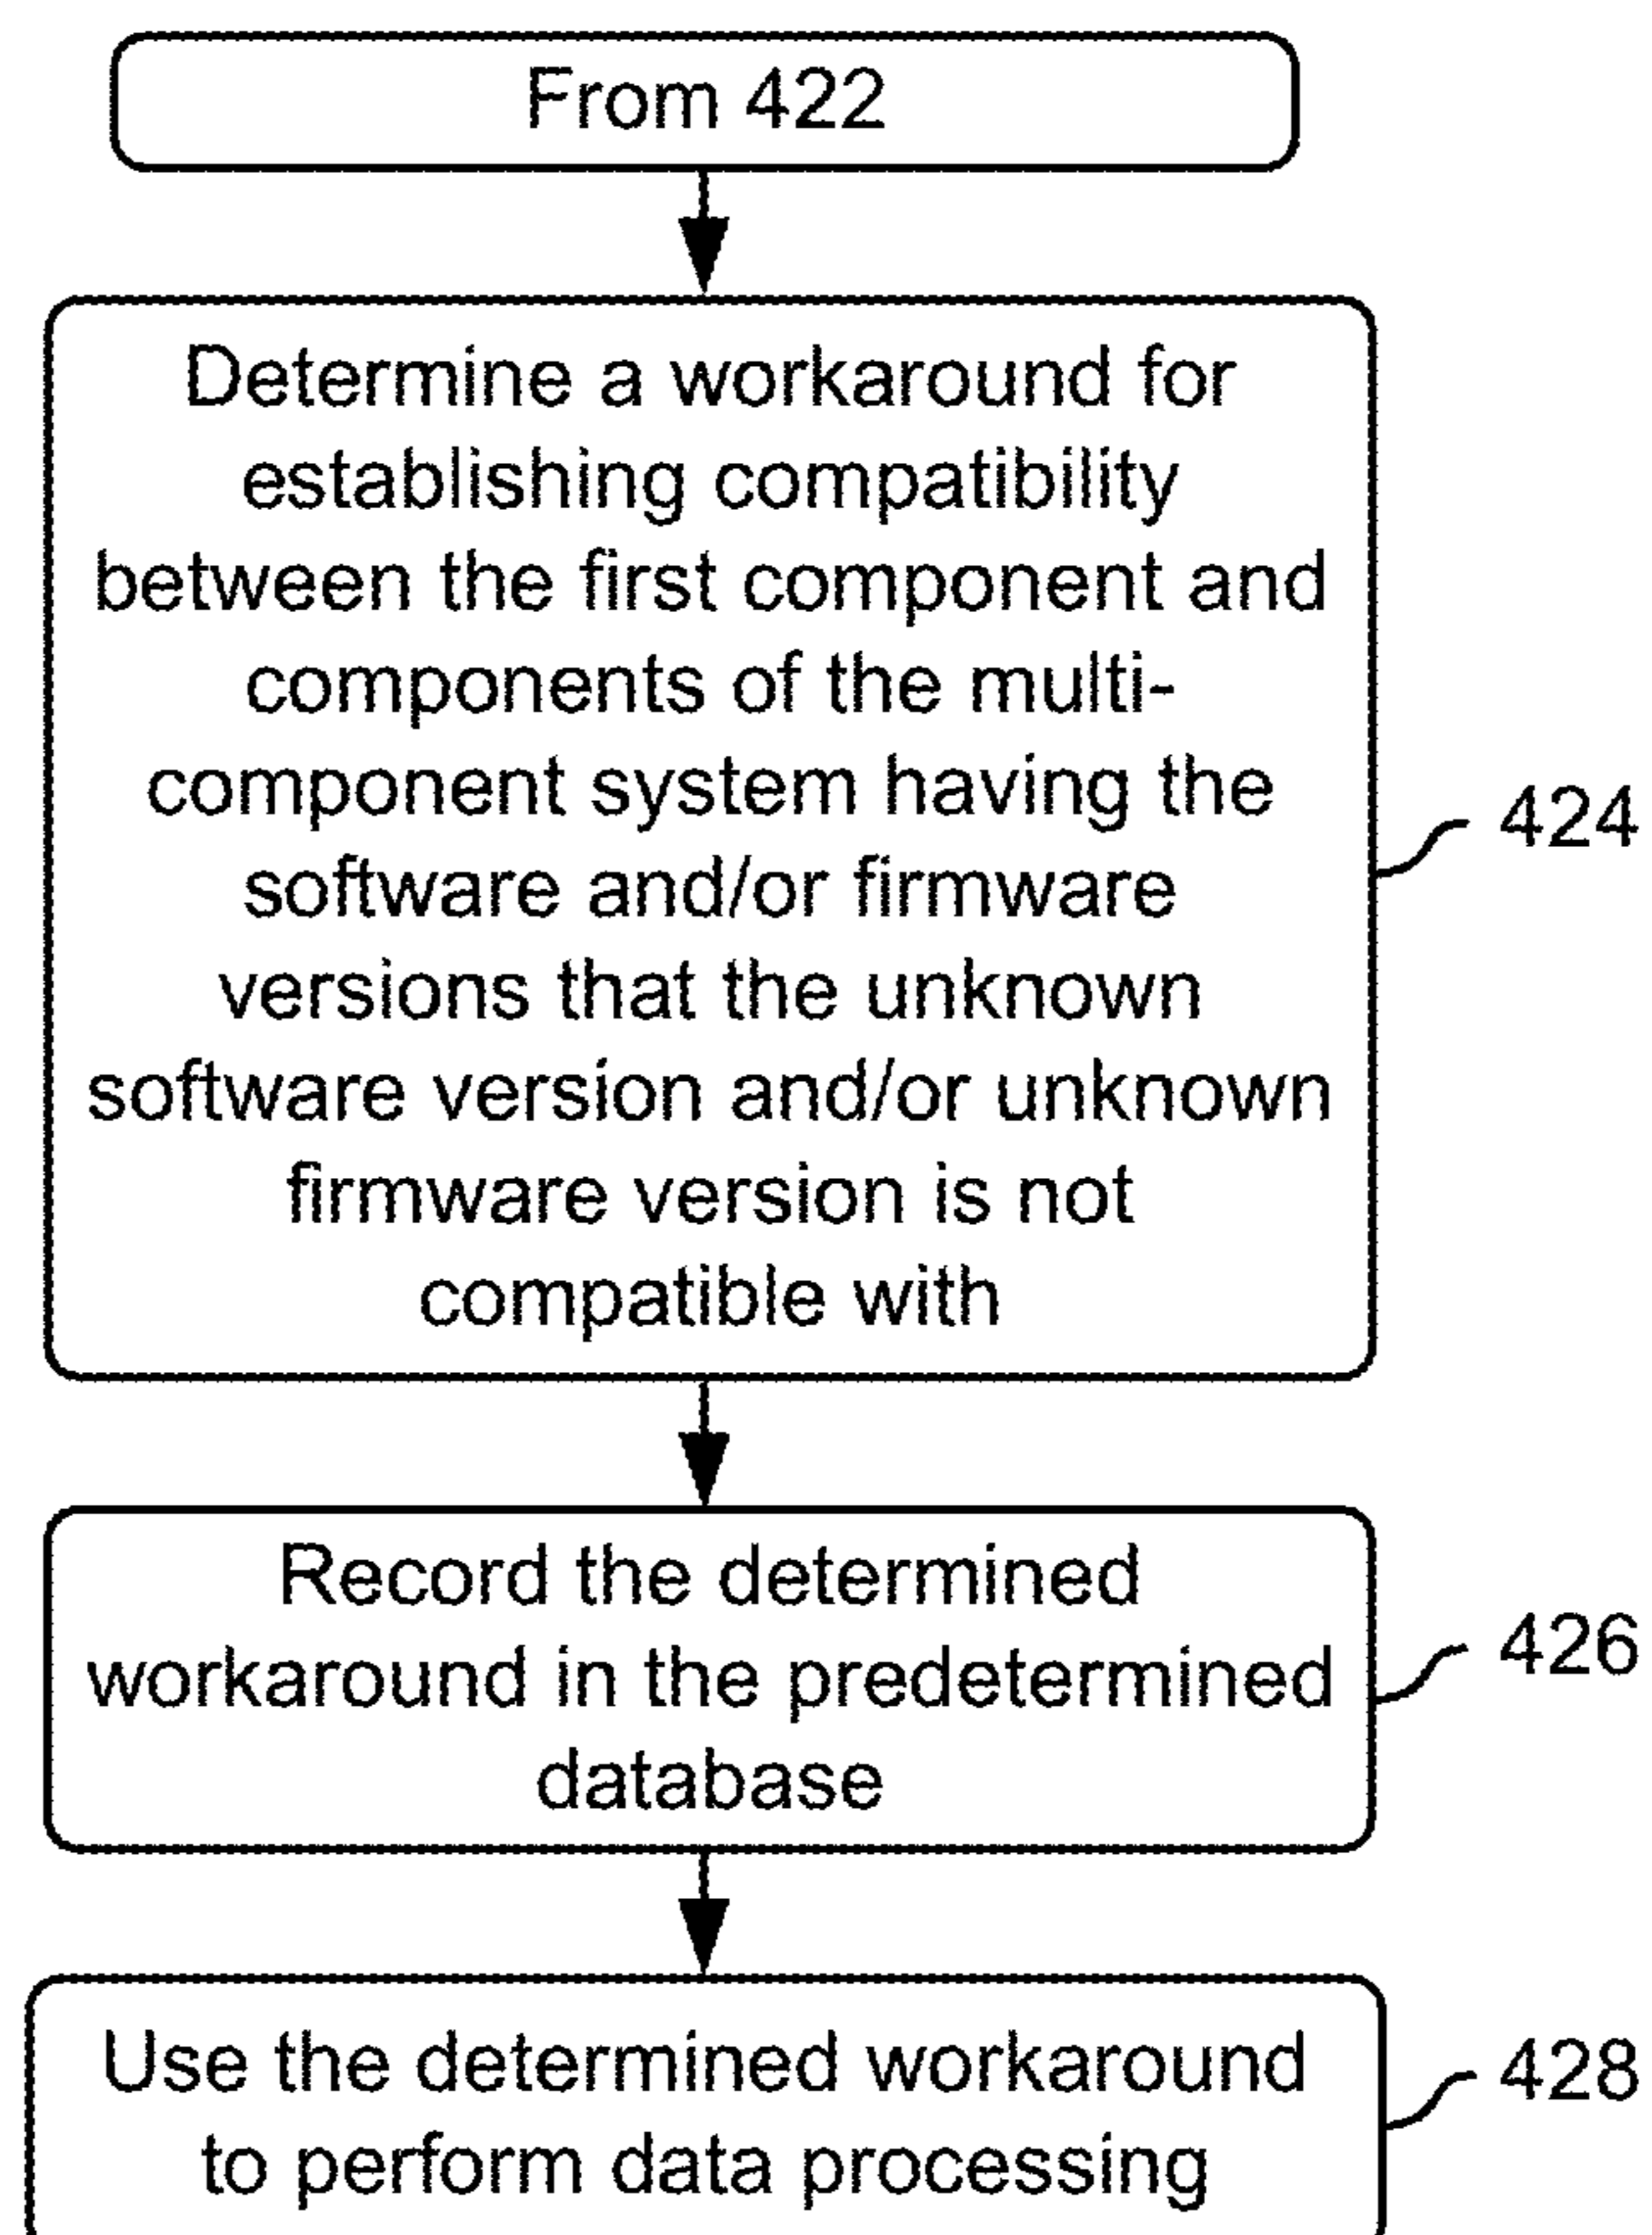 From 422
Determine a workaround for
establishing compatibility
between the first component and
components of the multi-
component system having the
software and/or firmware
versions that the unknown
software version and/or unknown
firmware version is not
compatible with
424
Record the determined
workaround in the predetermined
database
426
Use the determined workaround
to perform data processing
428